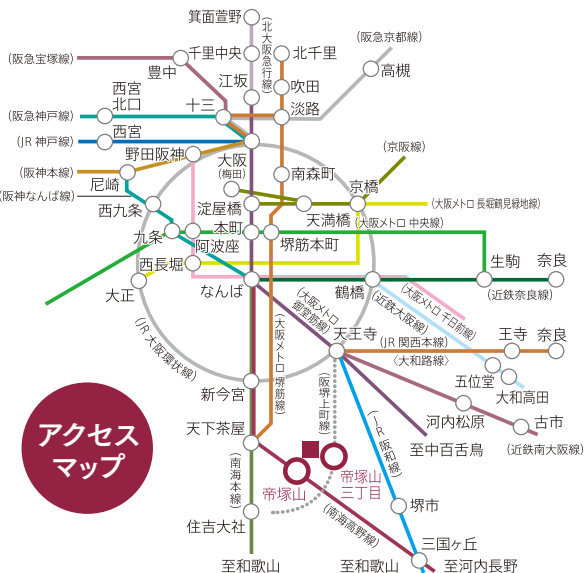 箕面萱野
(北大阪急行線)
(阪急京都線)
千里中央
北千里
(阪急宝塚線)
豊中
江坂
高槻
吹田
西宮
北口
十三
淡路
(阪急神戸線)
西宮
(JR 神戸線)
野田阪神
大阪
(梅田)
(京阪線)
(阪神本線)
尼崎
南森町
京橋
(阪神なんば線)
西九条
淀屋橋
(大阪メトロ 長堀鶴見緑地線)
天満橋
(大阪メトロ 中央線)
九条
本町
阿波座
堺筋本町
西長堀
生駒
奈良
大正
なんば
鶴橋
(近鉄奈良線)
(大阪メトロ
御堂筋線)
(近鉄大阪線)
(大阪メトロ 千日前線)
(JR 大阪環状線)
(大阪メトロ 堺筋線)
天王寺
(JR 関西本線)
〈大和路線〉
王寺
奈良
新今宮
(阪堺上町線)
五位堂
大和高田
(JR 阪和線)
河内松原
古市
アクセス
マップ
天下茶屋
至中百舌鳥
(近鉄南大阪線)
(南海本線)
帝塚山
帝塚山
三丁目
(南海高野線)
堺市
住吉大社
三国ヶ丘
至和歌山
至和歌山
至河内長野